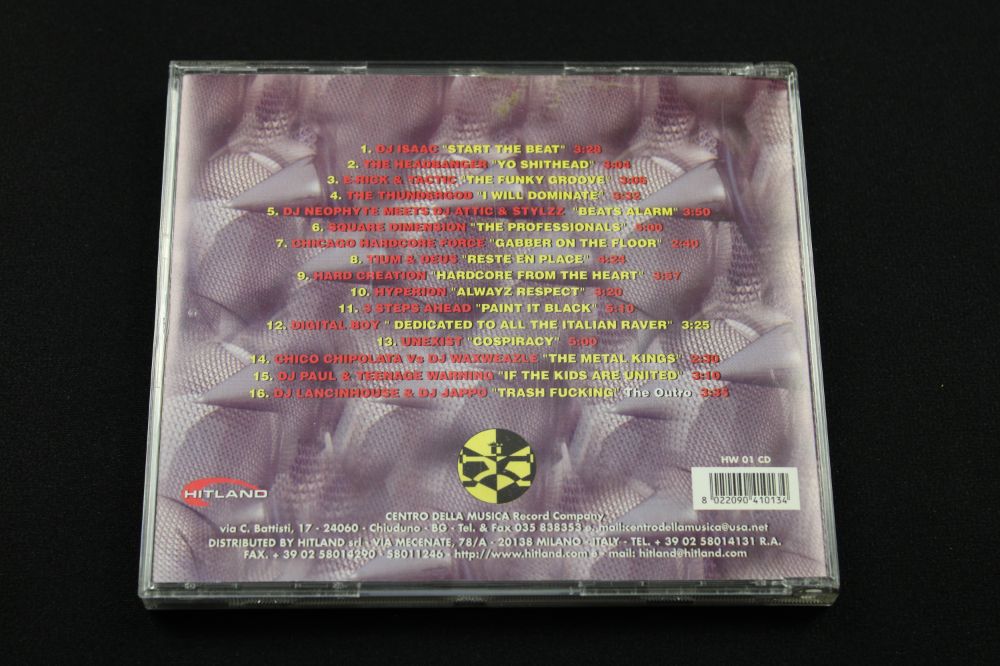 1. DJ ISAAC "START THE BEAT" 3:28
2. THE HEADBANGER "YO SHITHEAD" 3:04
3. E-RICK & TACTIC "THE FUNKY GROOVE" 3:06
4. THE THUNDERGOD "I WILL DOMINATE"
5. DJ NEOPHYTE MEETS DJ ATTIC & STYLZZ "BEATS ALARM" 3:50
6. SQUARE DIMENSION "THE PROFESSIONALS" 5:00
7. CHICAGO HARDCORE FORCE "GABBER ON THE FLOOR" 2:40
8. TIUM & DEUS "RESTE EN PLACE" 4:24
9. HARD CREATION "HARDCORE FROM THE HEART" 3:57
10. HYPERION "ALWAYZ RESPECT" 3:20
11. 3 STEPS AHEAD "PAINT IT BLACK" 5:10
12. DIGITAL BOY " DEDICATED TO ALL THE ITALIAN RAVER" 3:25
13. UNEXIST "COSPIRACY" 5:00
14. CHICO CHIPOLATA Vs DJ WAXWEAZLE "THE METAL KINGS" 2:30
15. DJ PAUL & TEENAGE WARNING "IF THE KIDS ARE UNITED" 3:10
16. DJ LANCINHOUSE & DJ JAPPO "TRASH FUCKING" The Outro 3:35
HW 01 CD
8 022090 410134
HITLAND
CENTRO DELLA MUSICA Record Company
via C. Battisti, 17 - 24060 - Chiuduno - BG - Tel. & Fax 035 838353 e-mail:centrodellamusica@usa.net
DISTRIBUTED BY HITLAND srl - VIA MECENATE, 78/A - 20138 MILANO - ITALY - TEL. + 39 02 58014131 R.A.
FAX. + 39 02 58014290 - 58011246 - http://www.hitland.com e - mail: hitland@hitland.com